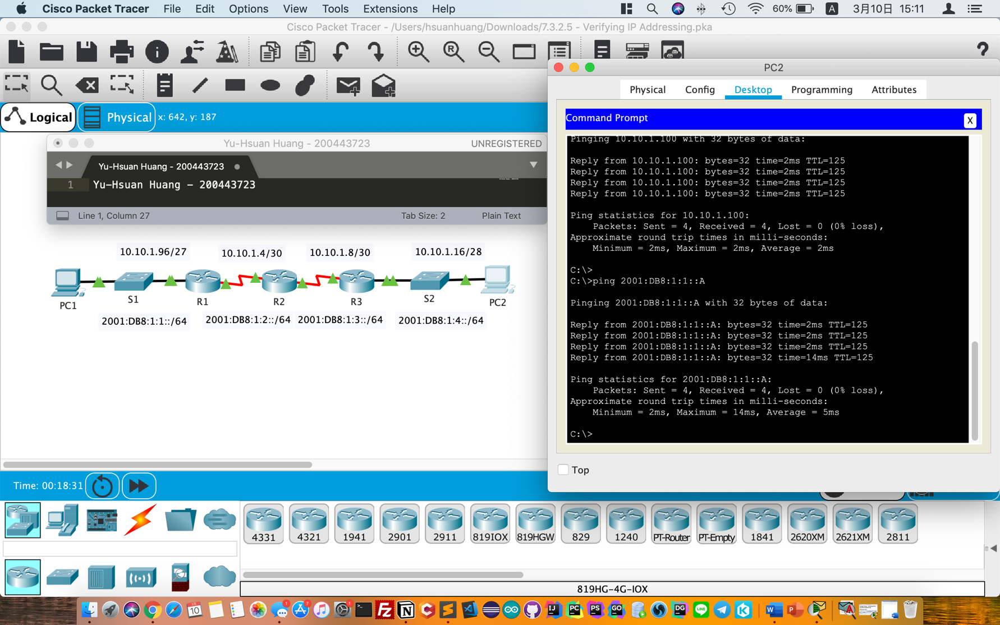 Cisco Packet Tracer File Edit Options View Tools Extensions Help 60% A 3月10日 15:11
Cisco Packet Tracer - /Users/hsuanhuang/Downloads/7.3.2.5 - Verifying IP Addressing.pka
R
?
Logical Physical x: 642, y: 187
Yu-Hsuan Huang - 200443723 UNREGISTERED
Yu-Hsuan Huang - 200443723
1 Yu-Hsuan Huang - 200443723
Line 1, Column 27 Tab Size: 2 Plain Text
10.10.1.96/27 10.10.1.4/30 10.10.1.8/30 10.10.1.16/28
PC1 S1 R1 R2 R3 S2 PC2
2001:DB8:1:1::/64 2001:DB8:1:2::/64 2001:DB8:1:3::/64 2001:DB8:1:4::/64
PC2
Physical Config Desktop Programming Attributes
Command Prompt X
Pinging 10.10.1.100 with 32 bytes of data:
Reply from 10.10.1.100: bytes=32 time=2ms TTL=125
Reply from 10.10.1.100: bytes=32 time=2ms TTL=125
Reply from 10.10.1.100: bytes=32 time=2ms TTL=125
Reply from 10.10.1.100: bytes=32 time=2ms TTL=125
Ping statistics for 10.10.1.100:
Packets: Sent = 4, Received = 4, Lost = 0 (0% loss),
Approximate round trip times in milli-seconds:
Minimum = 2ms, Maximum = 2ms, Average = 2ms
C:\>
C:\>ping 2001:DB8:1:1::A
Pinging 2001:DB8:1:1::A with 32 bytes of data:
Reply from 2001:DB8:1:1::A: bytes=32 time=2ms TTL=125
Reply from 2001:DB8:1:1::A: bytes=32 time=2ms TTL=125
Reply from 2001:DB8:1:1::A: bytes=32 time=2ms TTL=125
Reply from 2001:DB8:1:1::A: bytes=32 time=14ms TTL=125
Ping statistics for 2001:DB8:1:1::A:
Packets: Sent = 4, Received = 4, Lost = 0 (0% loss),
Approximate round trip times in milli-seconds:
Minimum = 2ms, Maximum = 14ms, Average = 5ms
C:\>
Top
Time: 00:18:31
4331 4321 1941 2901 2911 819IOX 819HGW 829 1240 PT-Router PT-Empty 1841 2620XM 2621XM 2811
819HG-4G-IOX
10 1 7 1 FZ N C IJ PC PS GO DG LINE K W P